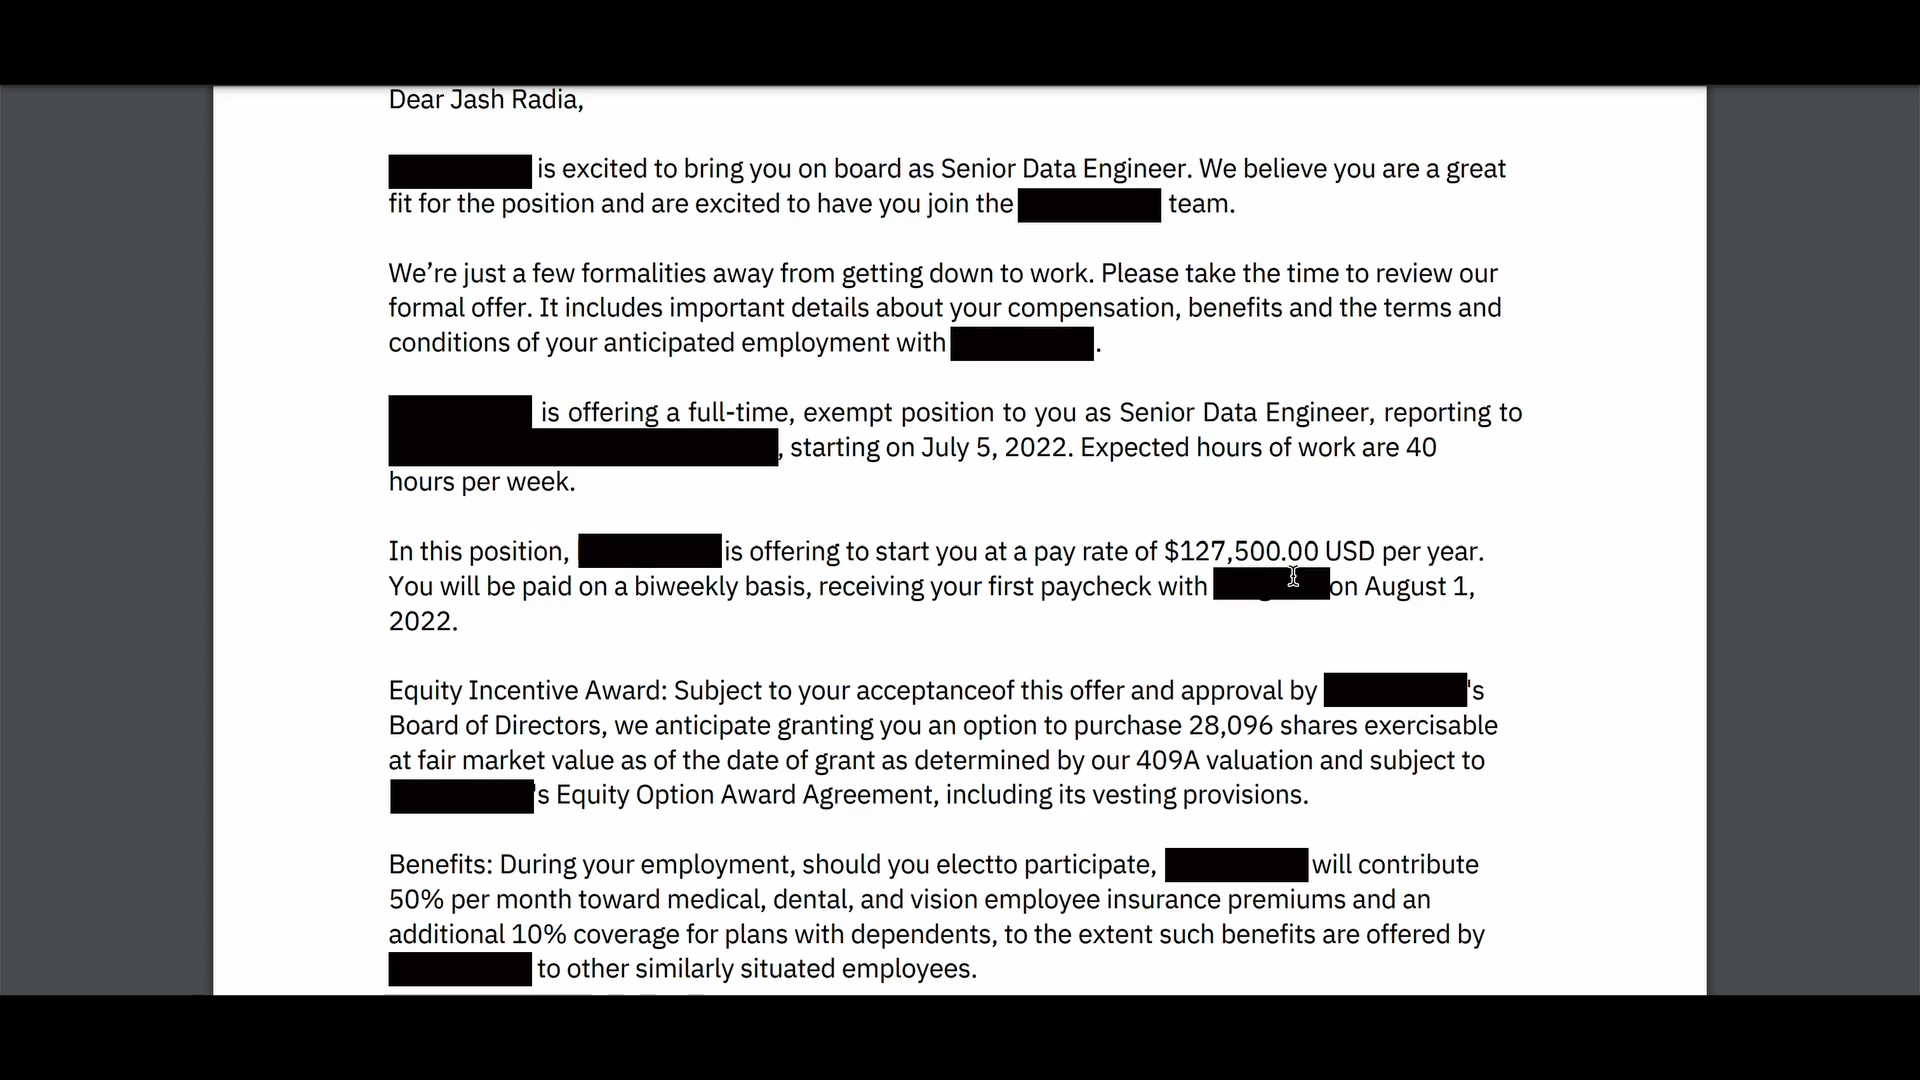 Dear Jash Radia,
is excited to bring you on board as Senior Data Engineer. We believe you are a great
fit for the position and are excited to have you join the team.
We’re just a few formalities away from getting down to work. Please take the time to review our
formal offer. It includes important details about your compensation, benefits and the terms and
conditions of your anticipated employment with .
is offering a full-time, exempt position to you as Senior Data Engineer, reporting to
, starting on July 5, 2022. Expected hours of work are 40
hours per week.
In this position, is offering to start you at a pay rate of $127,500.00 USD per year.
You will be paid on a biweekly basis, receiving your first paycheck with on August 1,
2022.
Equity Incentive Award: Subject to your acceptanceof this offer and approval by 's
Board of Directors, we anticipate granting you an option to purchase 28,096 shares exercisable
at fair market value as of the date of grant as determined by our 409A valuation and subject to
's Equity Option Award Agreement, including its vesting provisions.
Benefits: During your employment, should you electto participate, will contribute
50% per month toward medical, dental, and vision employee insurance premiums and an
additional 10% coverage for plans with dependents, to the extent such benefits are offered by
to other similarly situated employees.